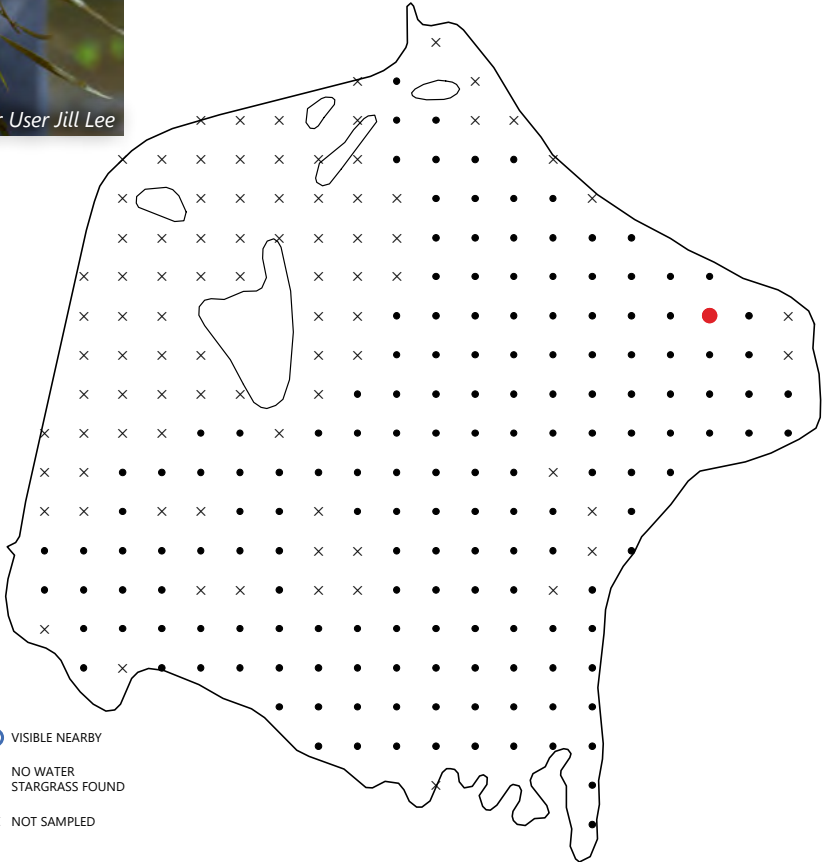 User Jill Lee
VISIBLE NEARBY
NO WATER
STARGRASS FOUND
NOT SAMPLED